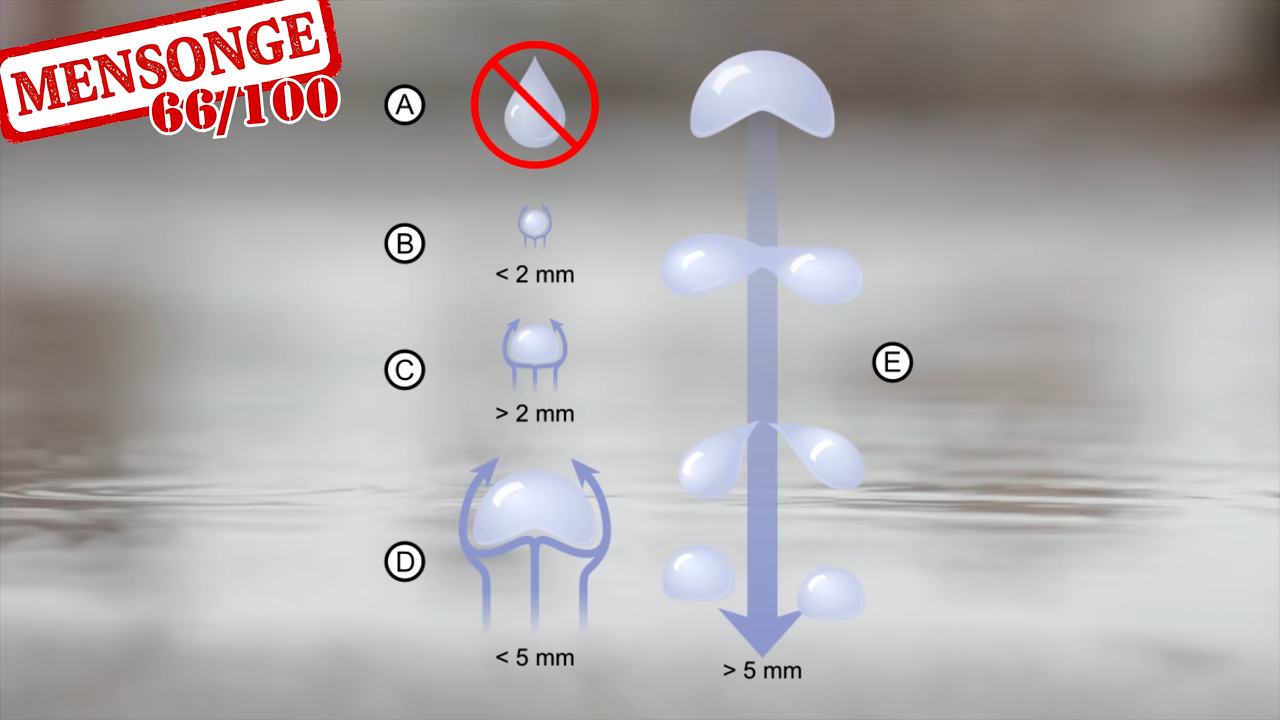 MENSONGE
66/100
A
B
< 2 mm
C
> 2 mm
D
< 5 mm
E
> 5 mm